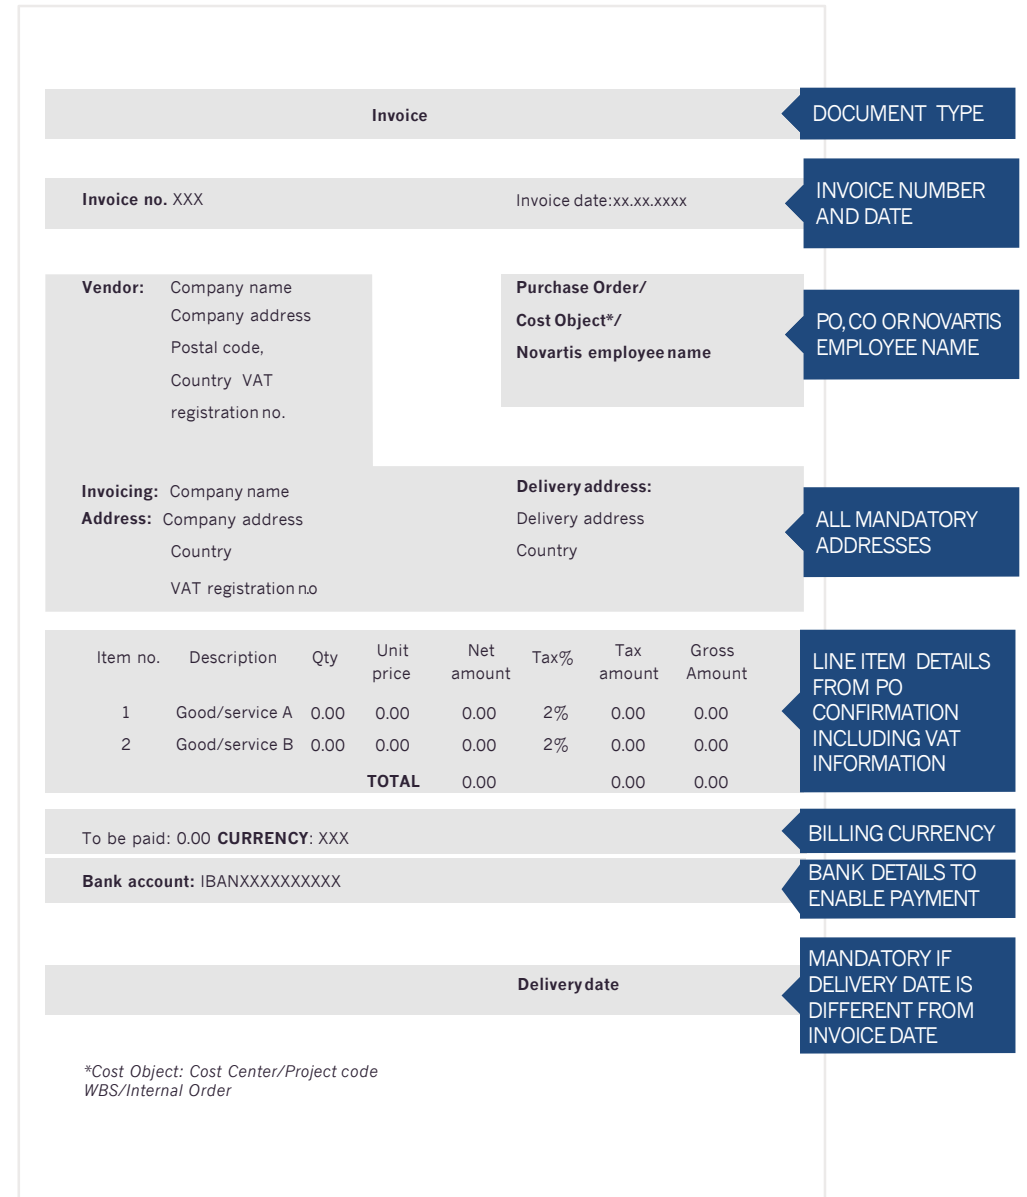 Invoice
DOCUMENT TYPE
Invoice no. XXX
Invoice date:xx.xx.xxxx
INVOICE NUMBER
AND DATE
Vendor: Company name
Company address
Postal code,
Country VAT
registration no.
Purchase Order/
Cost Object*/
Novartis employee name
PO, CO OR NOVARTIS
EMPLOYEE NAME
Invoicing: Company name
Address: Company address
Country
VAT registration no
Delivery address:
Delivery address
Country
ALL MANDATORY
ADDRESSES
Item no. Description Qty Unit price Net amount Tax% Tax amount Gross Amount
1 Good/service A 0.00 0.00 0.00 2% 0.00 0.00
2 Good/service B 0.00 0.00 0.00 2% 0.00 0.00
TOTAL 0.00 0.00 0.00
LINE ITEM DETAILS
FROM PO
CONFIRMATION
INCLUDING VAT
INFORMATION
To be paid: 0.00 CURRENCY: XXX
BILLING CURRENCY
Bank account: IBANXXXXXXXXXX
BANK DETAILS TO
ENABLE PAYMENT
Delivery date
MANDATORY IF
DELIVERY DATE IS
DIFFERENT FROM
INVOICE DATE
*Cost Object: Cost Center/Project code
WBS/Internal Order